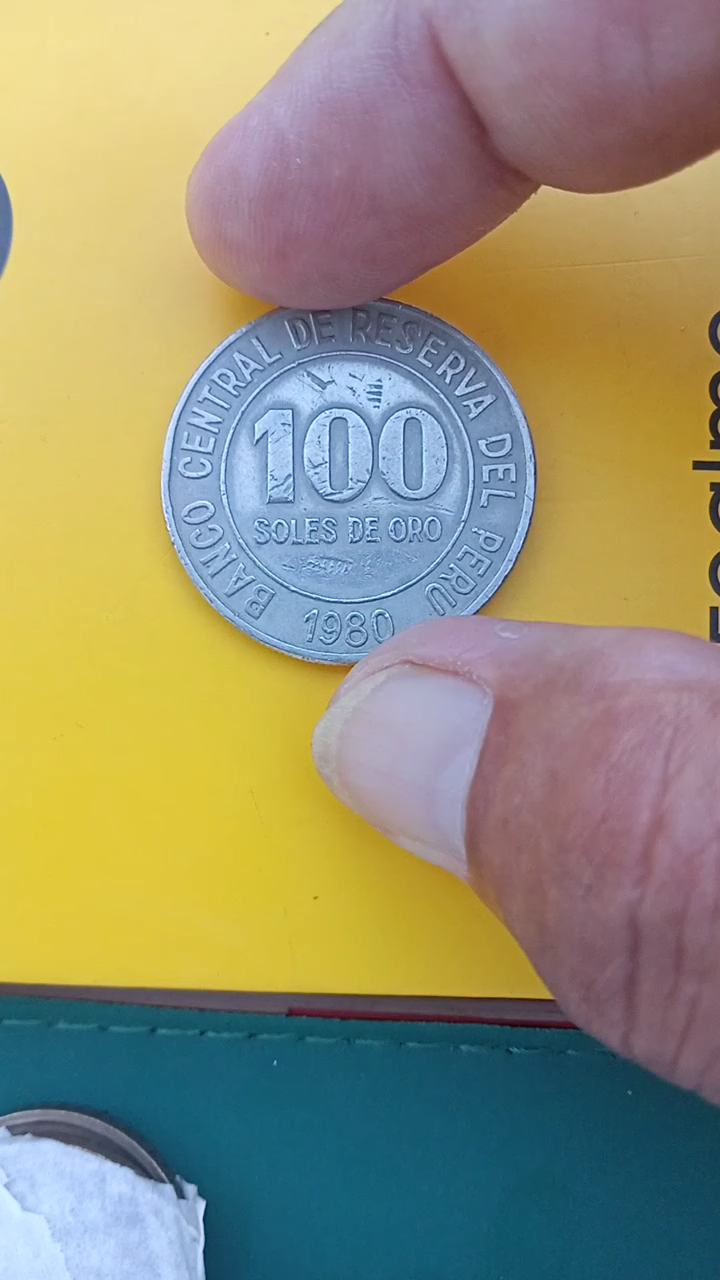 BANCO CENTRAL DE RESERVA DEL PERU
100
SOLES DE ORO
1980